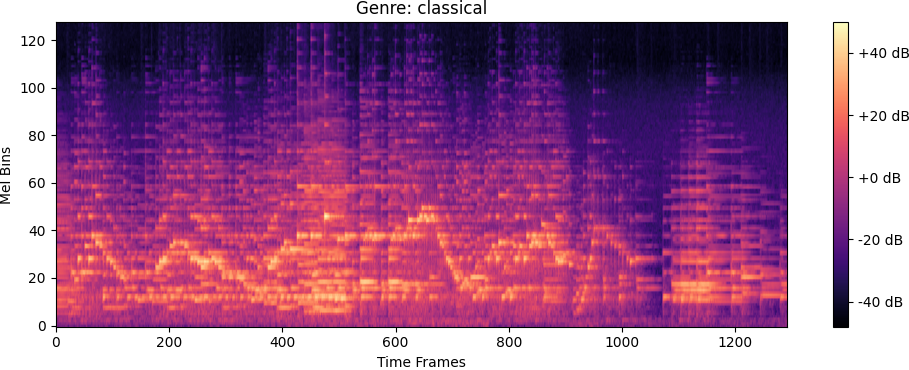 Genre: classical
+40 dB
+20 dB
+0 dB
-20 dB
-40 dB
Mel Bins
120
100
80
60
40
20
0
0 200 400 600 800 1000 1200
Time Frames